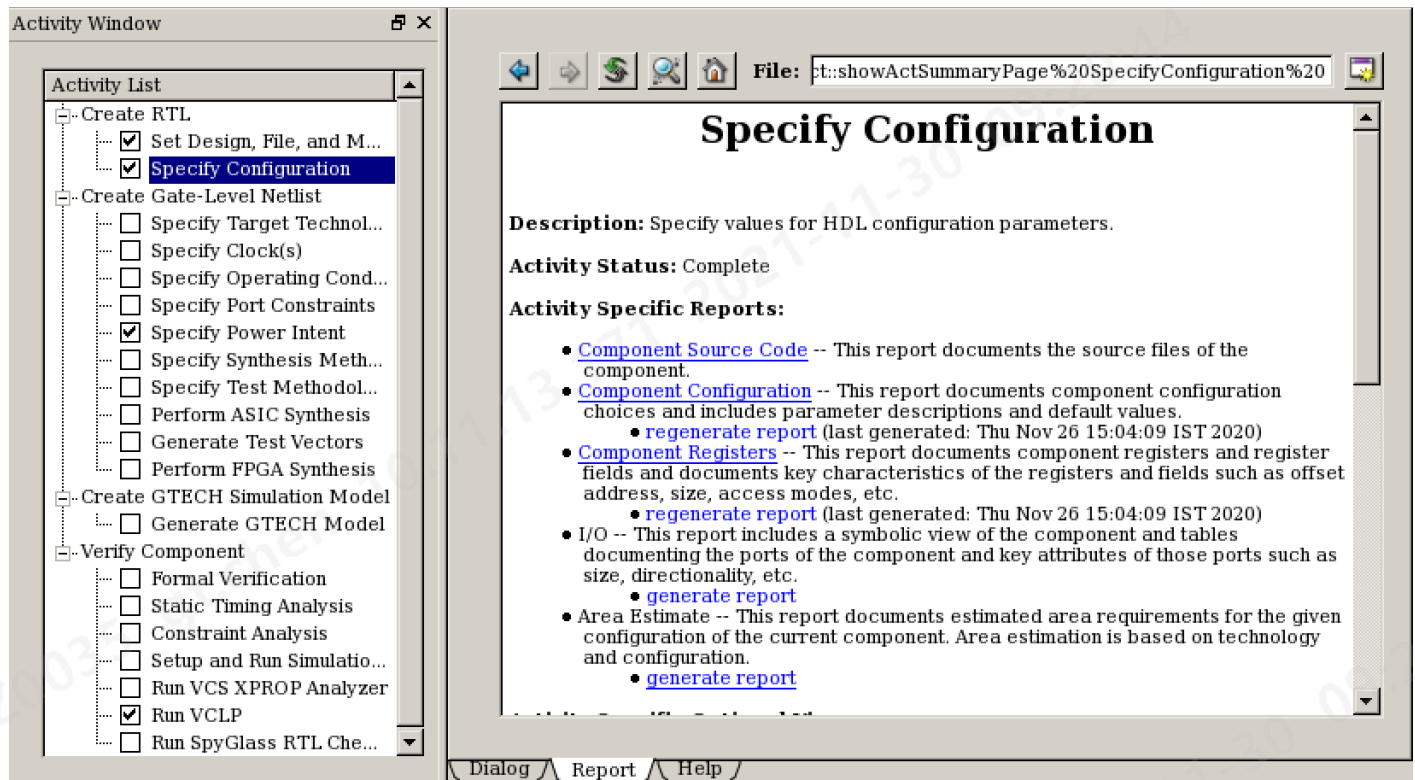 Activity Window
Activity List
Create RTL
Set Design, File, and M...
Specify Configuration
Create Gate-Level Netlist
Specify Target Technol...
Specify Clock(s)
Specify Operating Cond...
Specify Port Constraints
Specify Power Intent
Specify Synthesis Meth...
Specify Test Methodol...
Perform ASIC Synthesis
Generate Test Vectors
Perform FPGA Synthesis
Create GTECH Simulation Model
Generate GTECH Model
Verify Component
Formal Verification
Static Timing Analysis
Constraint Analysis
Setup and Run Simulatio...
Run VCS XPROP Analyzer
Run VCLP
Run SpyGlass RTL Che...
File: ct::showActSummaryPage%20SpecifyConfiguration%20
Specify Configuration
Description: Specify values for HDL configuration parameters.
Activity Status: Complete
Activity Specific Reports:
Component Source Code -- This report documents the source files of the
component.
Component Configuration -- This report documents component configuration
choices and includes parameter descriptions and default values.
regenerate report (last generated: Thu Nov 26 15:04:09 IST 2020)
Component Registers -- This report documents component registers and register
fields and documents key characteristics of the registers and fields such as offset
address, size, access modes, etc.
regenerate report (last generated: Thu Nov 26 15:04:09 IST 2020)
I/O -- This report includes a symbolic view of the component and tables
documenting the ports of the component and key attributes of those ports such as
size, directionality, etc.
generate report
Area Estimate -- This report documents estimated area requirements for the given
configuration of the current component. Area estimation is based on technology
and configuration.
generate report
Dialog Report Help